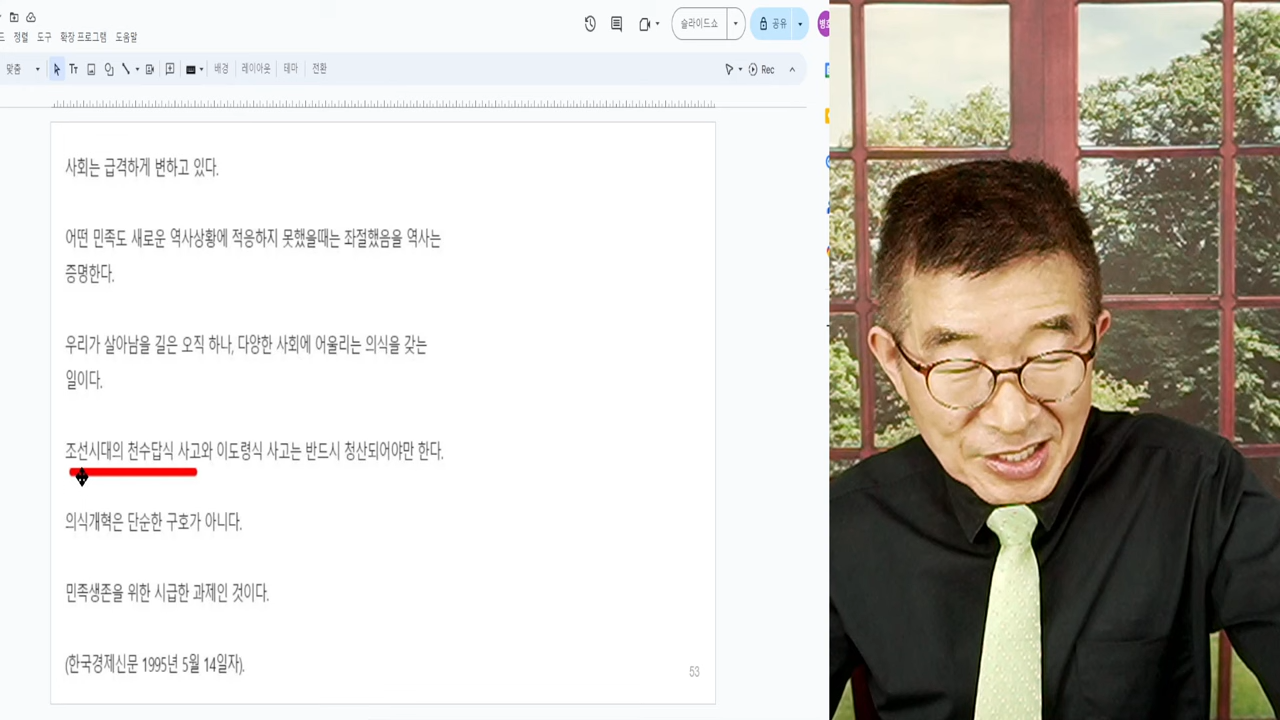 정렬 도구 확장 프로그램 도움말
슬라이드쇼
공유
맞춤
Tт
배경 레이아웃 테마 전환
Rec
사회는 급격하게 변하고 있다.
어떤 민족도 새로운 역사상황에 적응하지 못했을때는 좌절했음을 역사는
증명한다.
우리가 살아남을 길은 오직 하나, 다양한 사회에 어울리는 의식을 갖는
일이다.
조선시대의 천수답식 사고와 이도령식 사고는 반드시 청산되어야만 한다.
의식개혁은 단순한 구호가 아니다.
민족생존을 위한 시급한 과제인 것이다.
(한국경제신문 1995년 5월 14일자).
53